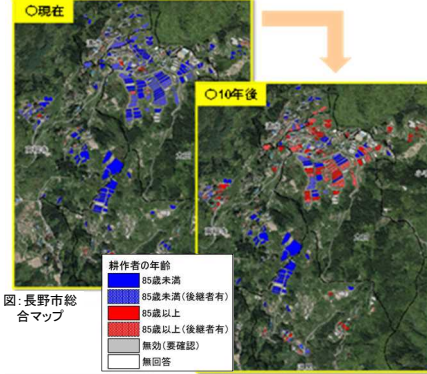 〇現在
〇10年後
耕作者の年齢
85歳未満
85歳未満(後継者有)
85歳以上
85歳以上(後継者有)
無効(要確認)
無回答
図:長野市総
合マップ